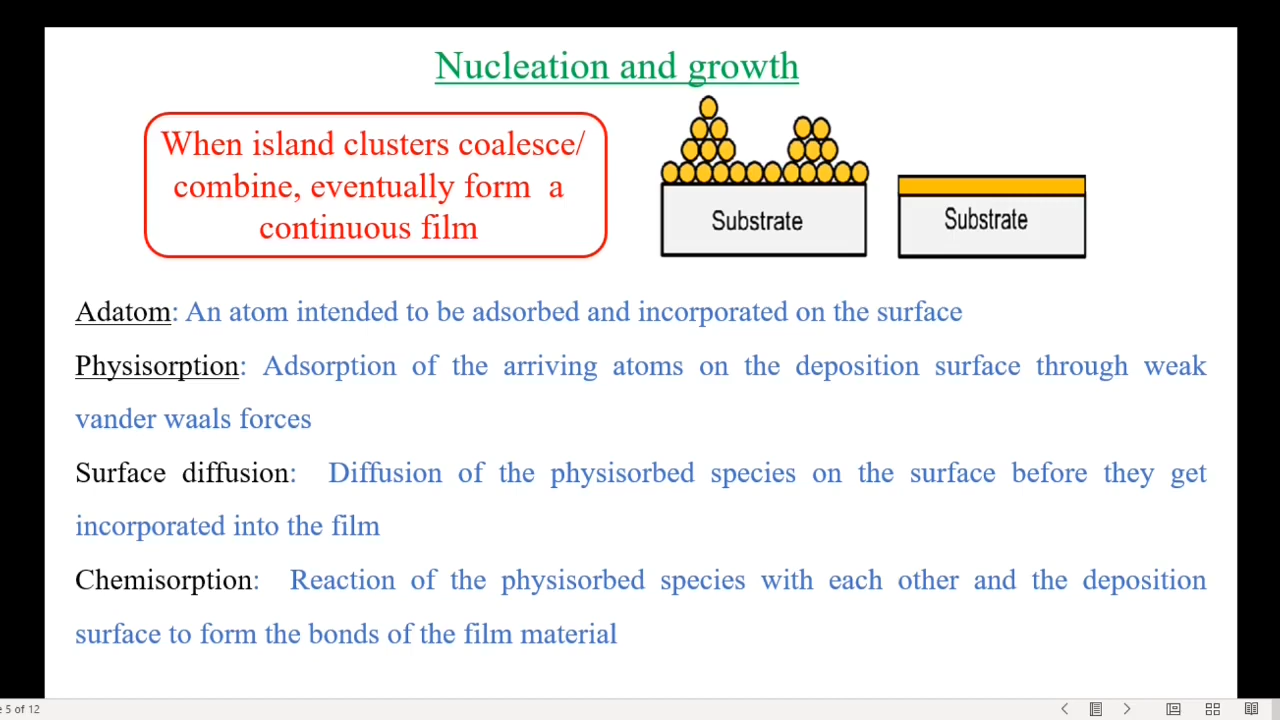 Nucleation and growth
When island clusters coalesce/
combine, eventually form a
continuous film
Substrate
Substrate
Adatom: An atom intended to be adsorbed and incorporated on the surface
Physisorption: Adsorption of the arriving atoms on the deposition surface through weak
vander waals forces
Surface diffusion: Diffusion of the physisorbed species on the surface before they get
incorporated into the film
Chemisorption: Reaction of the physisorbed species with each other and the deposition
surface to form the bonds of the film material
5 of 12